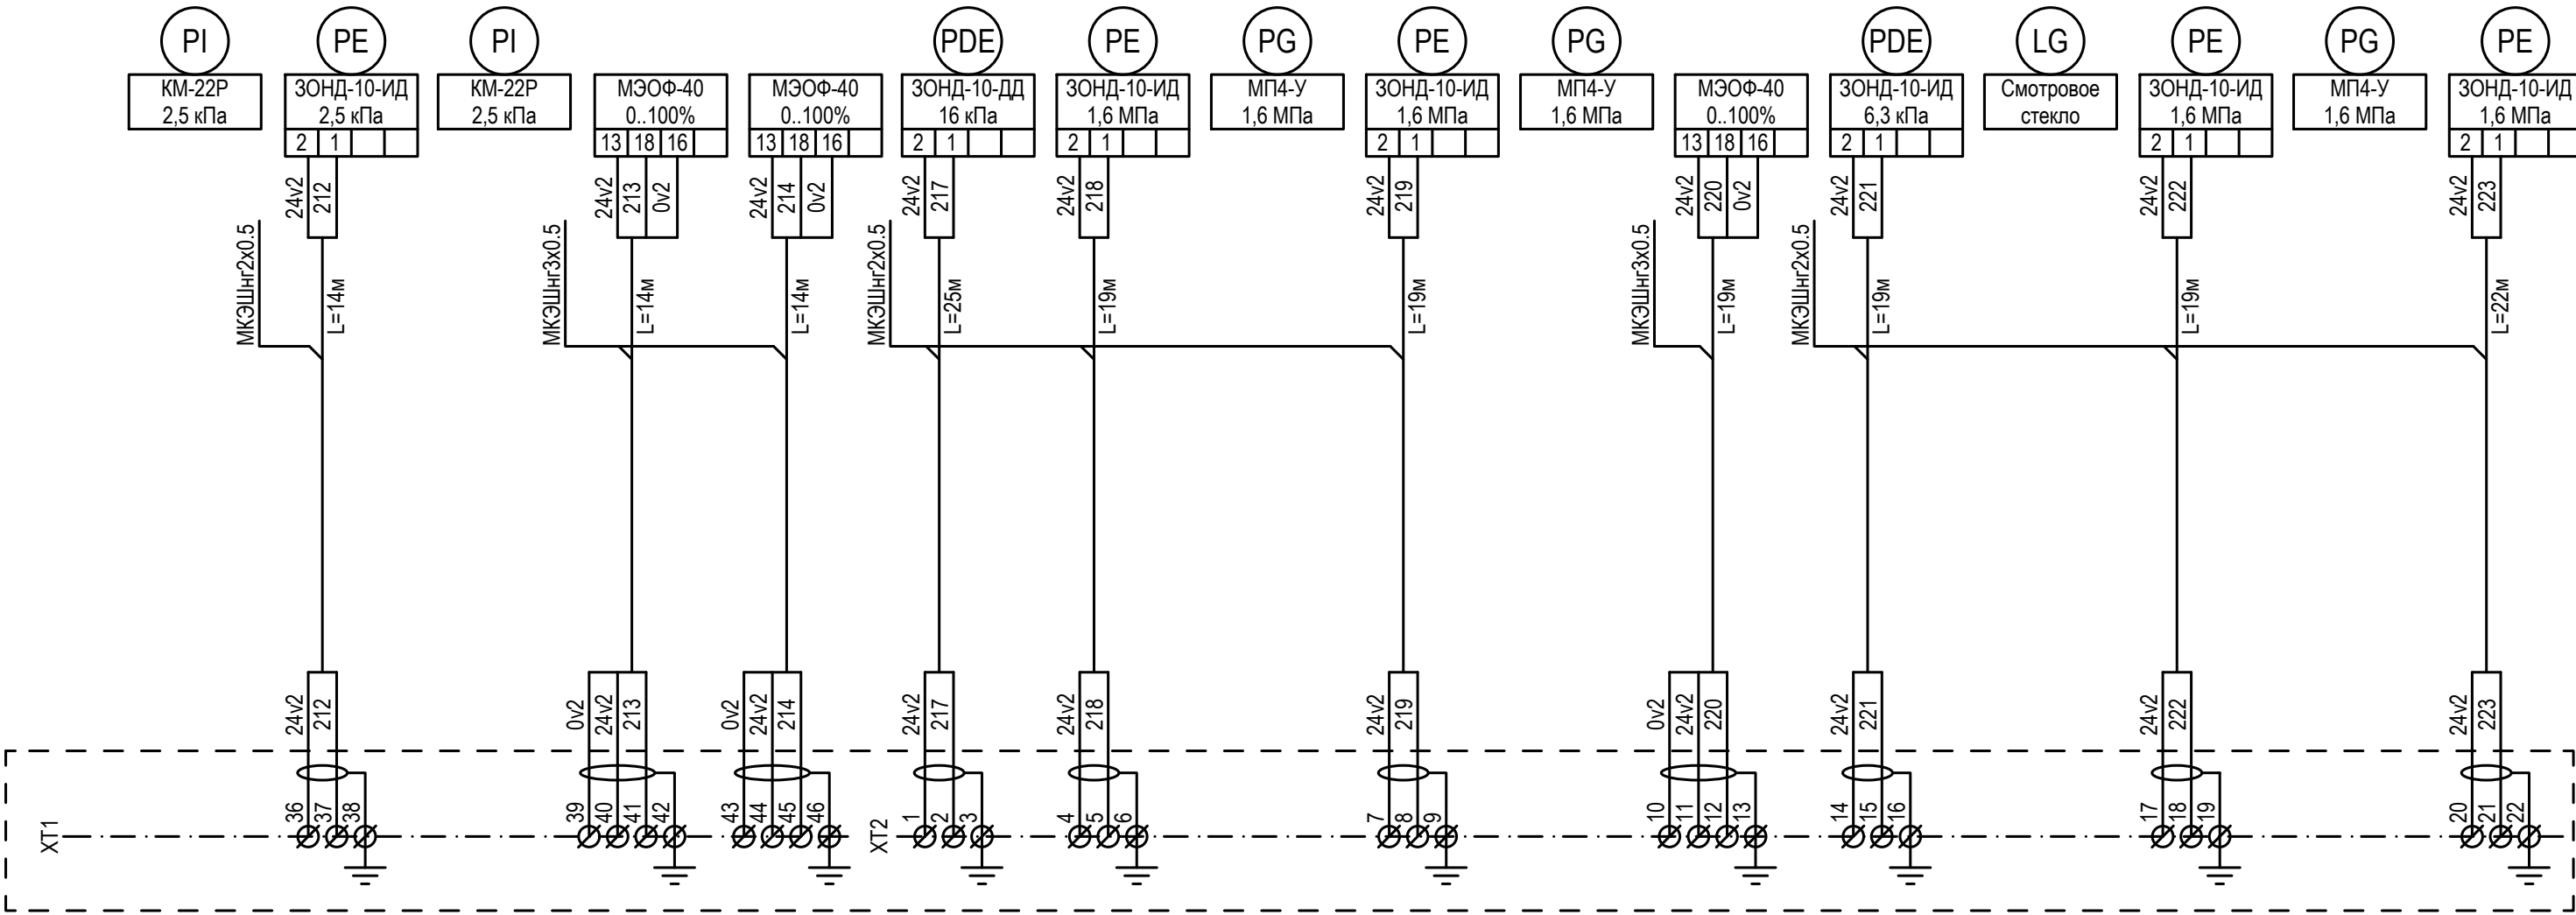 PI PE PI PDE PE PG PE PG PDE LG PE PG PE
КМ-22Р ЗОНД-10-ИД КМ-22Р МЭОФ-40 МЭОФ-40 ЗОНД-10-ДД ЗОНД-10-ИД МП4-У ЗОНД-10-ИД МП4-У МЭОФ-40 ЗОНД-10-ИД Смотровое ЗОНД-10-ИД МП4-У ЗОНД-10-ИД
2,5 кПа 2,5 кПа 2,5 кПа 0..100% 0..100% 16 кПа 1,6 МПа 1,6 МПа 1,6 МПа 1,6 МПа 0..100% 6,3 кПа стекло 1,6 МПа 1,6 МПа 1,6 МПа
2 1 13 18 16 13 18 16 2 1 2 1 2 1 13 18 16 2 1 2 1 2 1
24v2 212 24v2 213 0v2 24v2 214 0v2 24v2 217 24v2 218 24v2 219 24v2 220 0v2 24v2 221 24v2 222 24v2 223
МКЭШнг2х0.5 L=14м МКЭШнг3х0.5 L=14м L=14м МКЭШнг2х0.5 L=25м L=19м L=19м МКЭШнг3х0.5 L=19м МКЭШнг2х0.5 L=19м L=19м L=22м
24v2 212 0v2 24v2 213 0v2 24v2 214 24v2 217 24v2 218 24v2 219 0v2 24v2 220 24v2 221 24v2 222 24v2 223
XT1 36 37 38 39 40 41 42 43 44 45 46 XT2 1 2 3 4 5 6 7 8 9 10 11 12 13 14 15 16 17 18 19 20 21 22